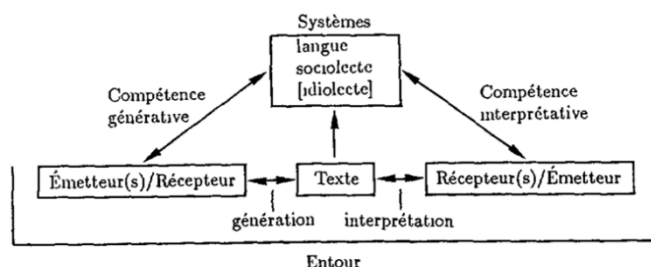 Systèmes
langue
sociolecte
[idiolecte]
Compétence
générative
Compétence
interprétative
Émetteur(s)/Récepteur
Texte
Récepteur(s)/Émetteur
génération
interprétation
Entour